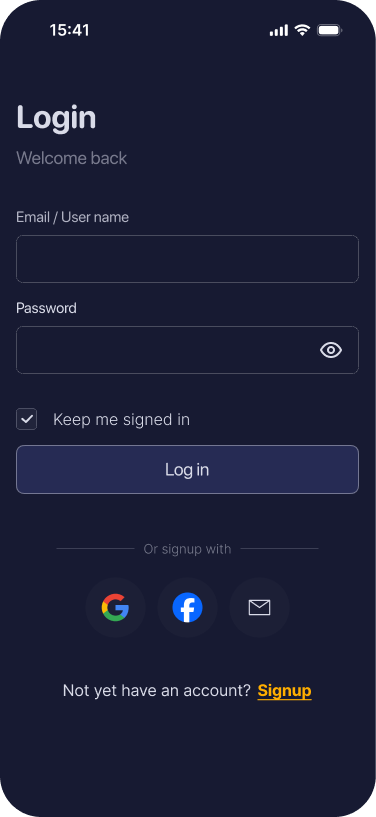 15:41
Login
Welcome back
Email / User name
Password
Keep me signed in
Log in
Or signup with
Not yet have an account? Signup